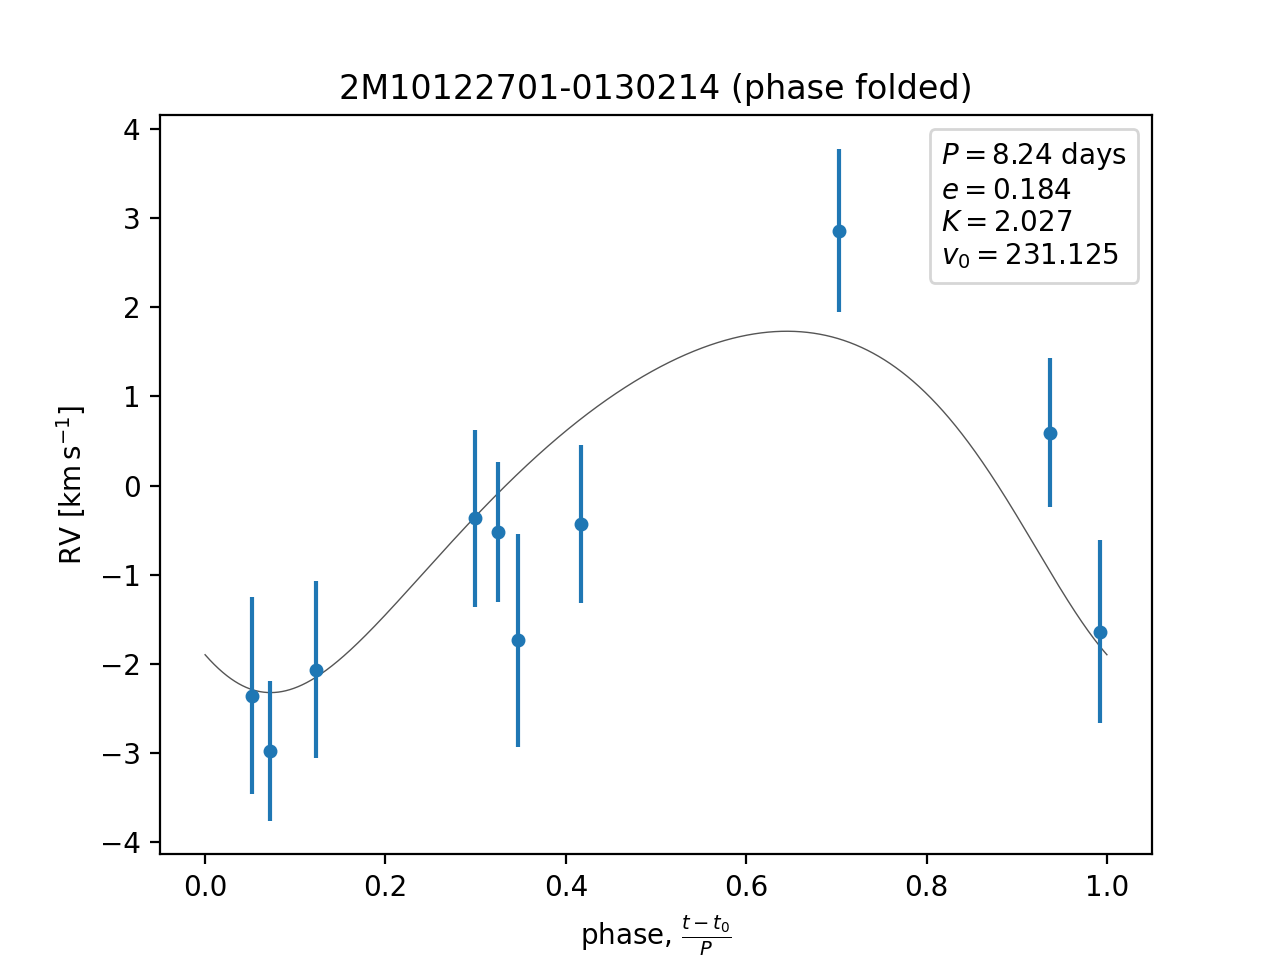 2M10122701-0130214 (phase folded)
P = 8.24 days
e = 0.184
K = 2.027
v₀ = 231.125
4
3
2
1
0
−1
−2
−3
−4
RV [km s⁻¹]
0.0 0.2 0.4 0.6 0.8 1.0
phase, (t − t₀)/P